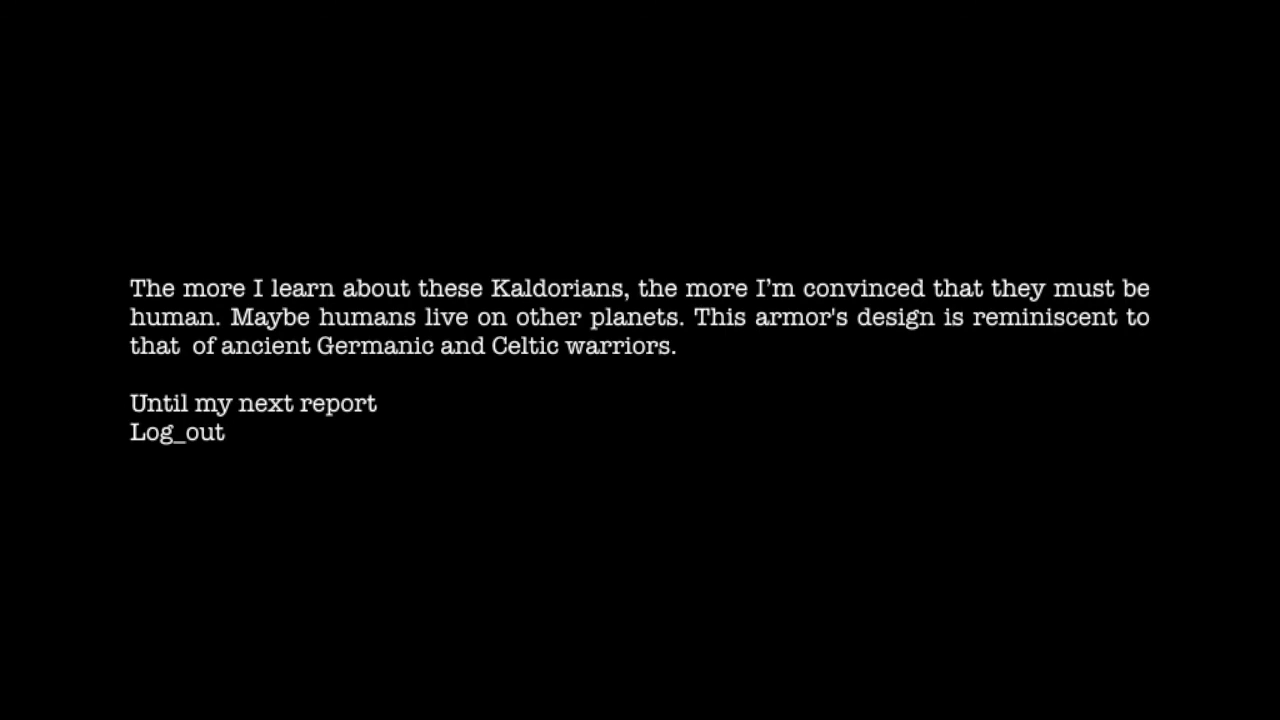 The more I learn about these Kaldorians, the more I’m convinced that they must be
human. Maybe humans live on other planets. This armor's design is reminiscent to
that  of ancient Germanic and Celtic warriors.
Until my next report
Log_out